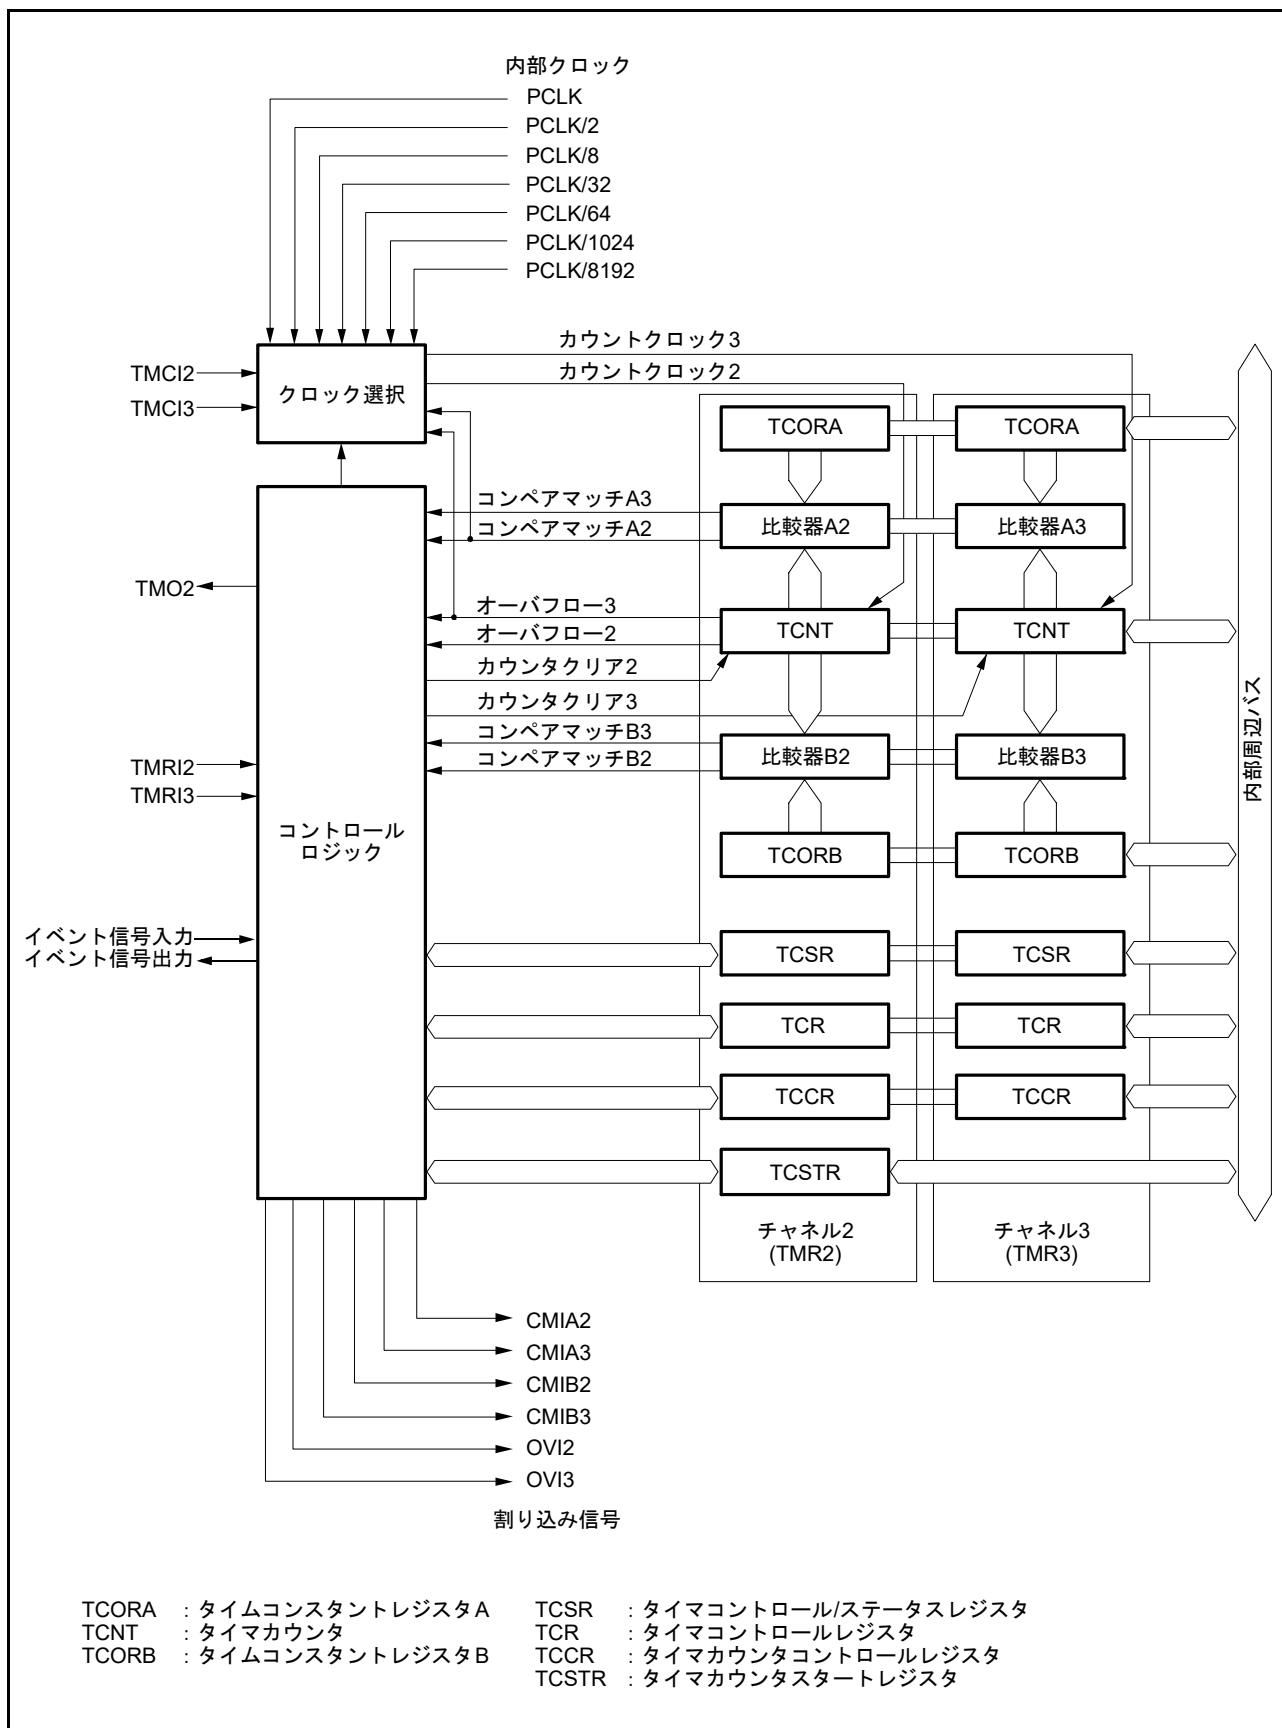 内部クロック
PCLK
PCLK/2
PCLK/8
PCLK/32
PCLK/64
PCLK/1024
PCLK/8192
カウントクロック3
カウントクロック2
TMCI2
TMCI3
クロック選択
TCORA
TCORA
コンペアマッチA3
コンペアマッチA2
比較器A2
比較器A3
TMO2
オーバフロー3
オーバフロー2
カウンタクリア2
カウンタクリア3
TCNT
TCNT
コンペアマッチB3
コンペアマッチB2
比較器B2
比較器B3
内部周辺バス
TMRI2
TMRI3
コントロール
ロジック
TCORB
TCORB
イベント信号入力
イベント信号出力
TCSR
TCSR
TCR
TCR
TCCR
TCCR
TCSTR
チャネル2
(TMR2)
チャネル3
(TMR3)
CMIA2
CMIA3
CMIB2
CMIB3
OVI2
OVI3
割り込み信号
TCORA : タイムコンスタントレジスタA
TCNT : タイマカウンタ
TCORB : タイムコンスタントレジスタB
TCSR : タイマコントロール/ステータスレジスタ
TCR : タイマコントロールレジスタ
TCCR : タイマカウンタコントロールレジスタ
TCSTR : タイマカウンタスタートレジスタ